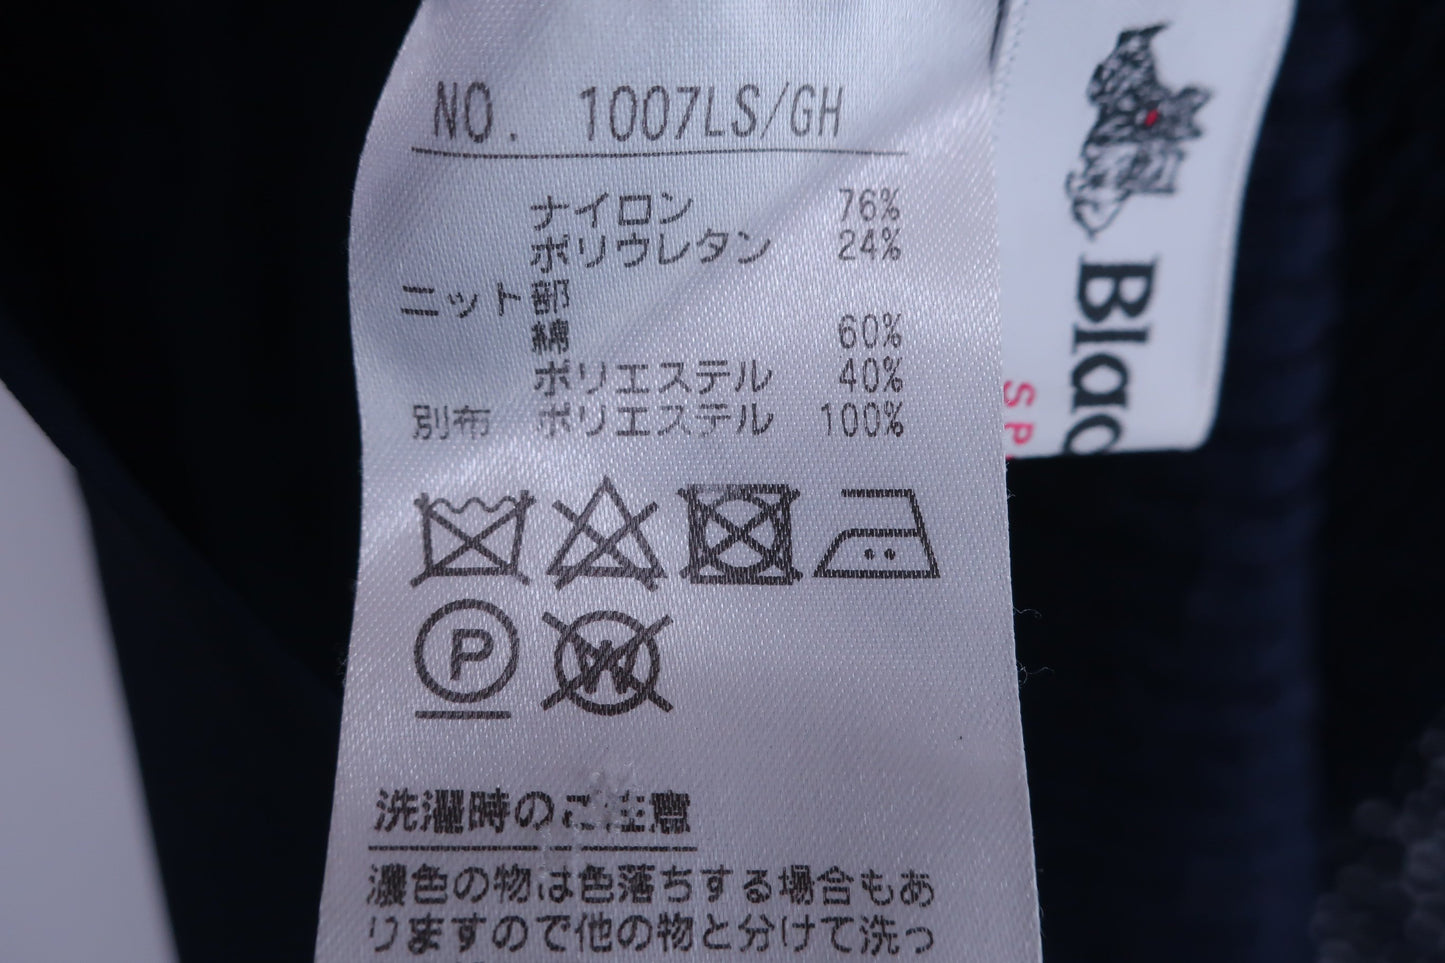 NO. 1007LS/GH
ナイロン 76%
ポリウレタン 24%
ニット部
綿 60%
ポリエステル 40%
別布 ポリエステル 100%
P
W
洗濯時のご注意
濃色の物は色落ちする場合もあ
りますので他の物と分けて洗っ
Blac
SP